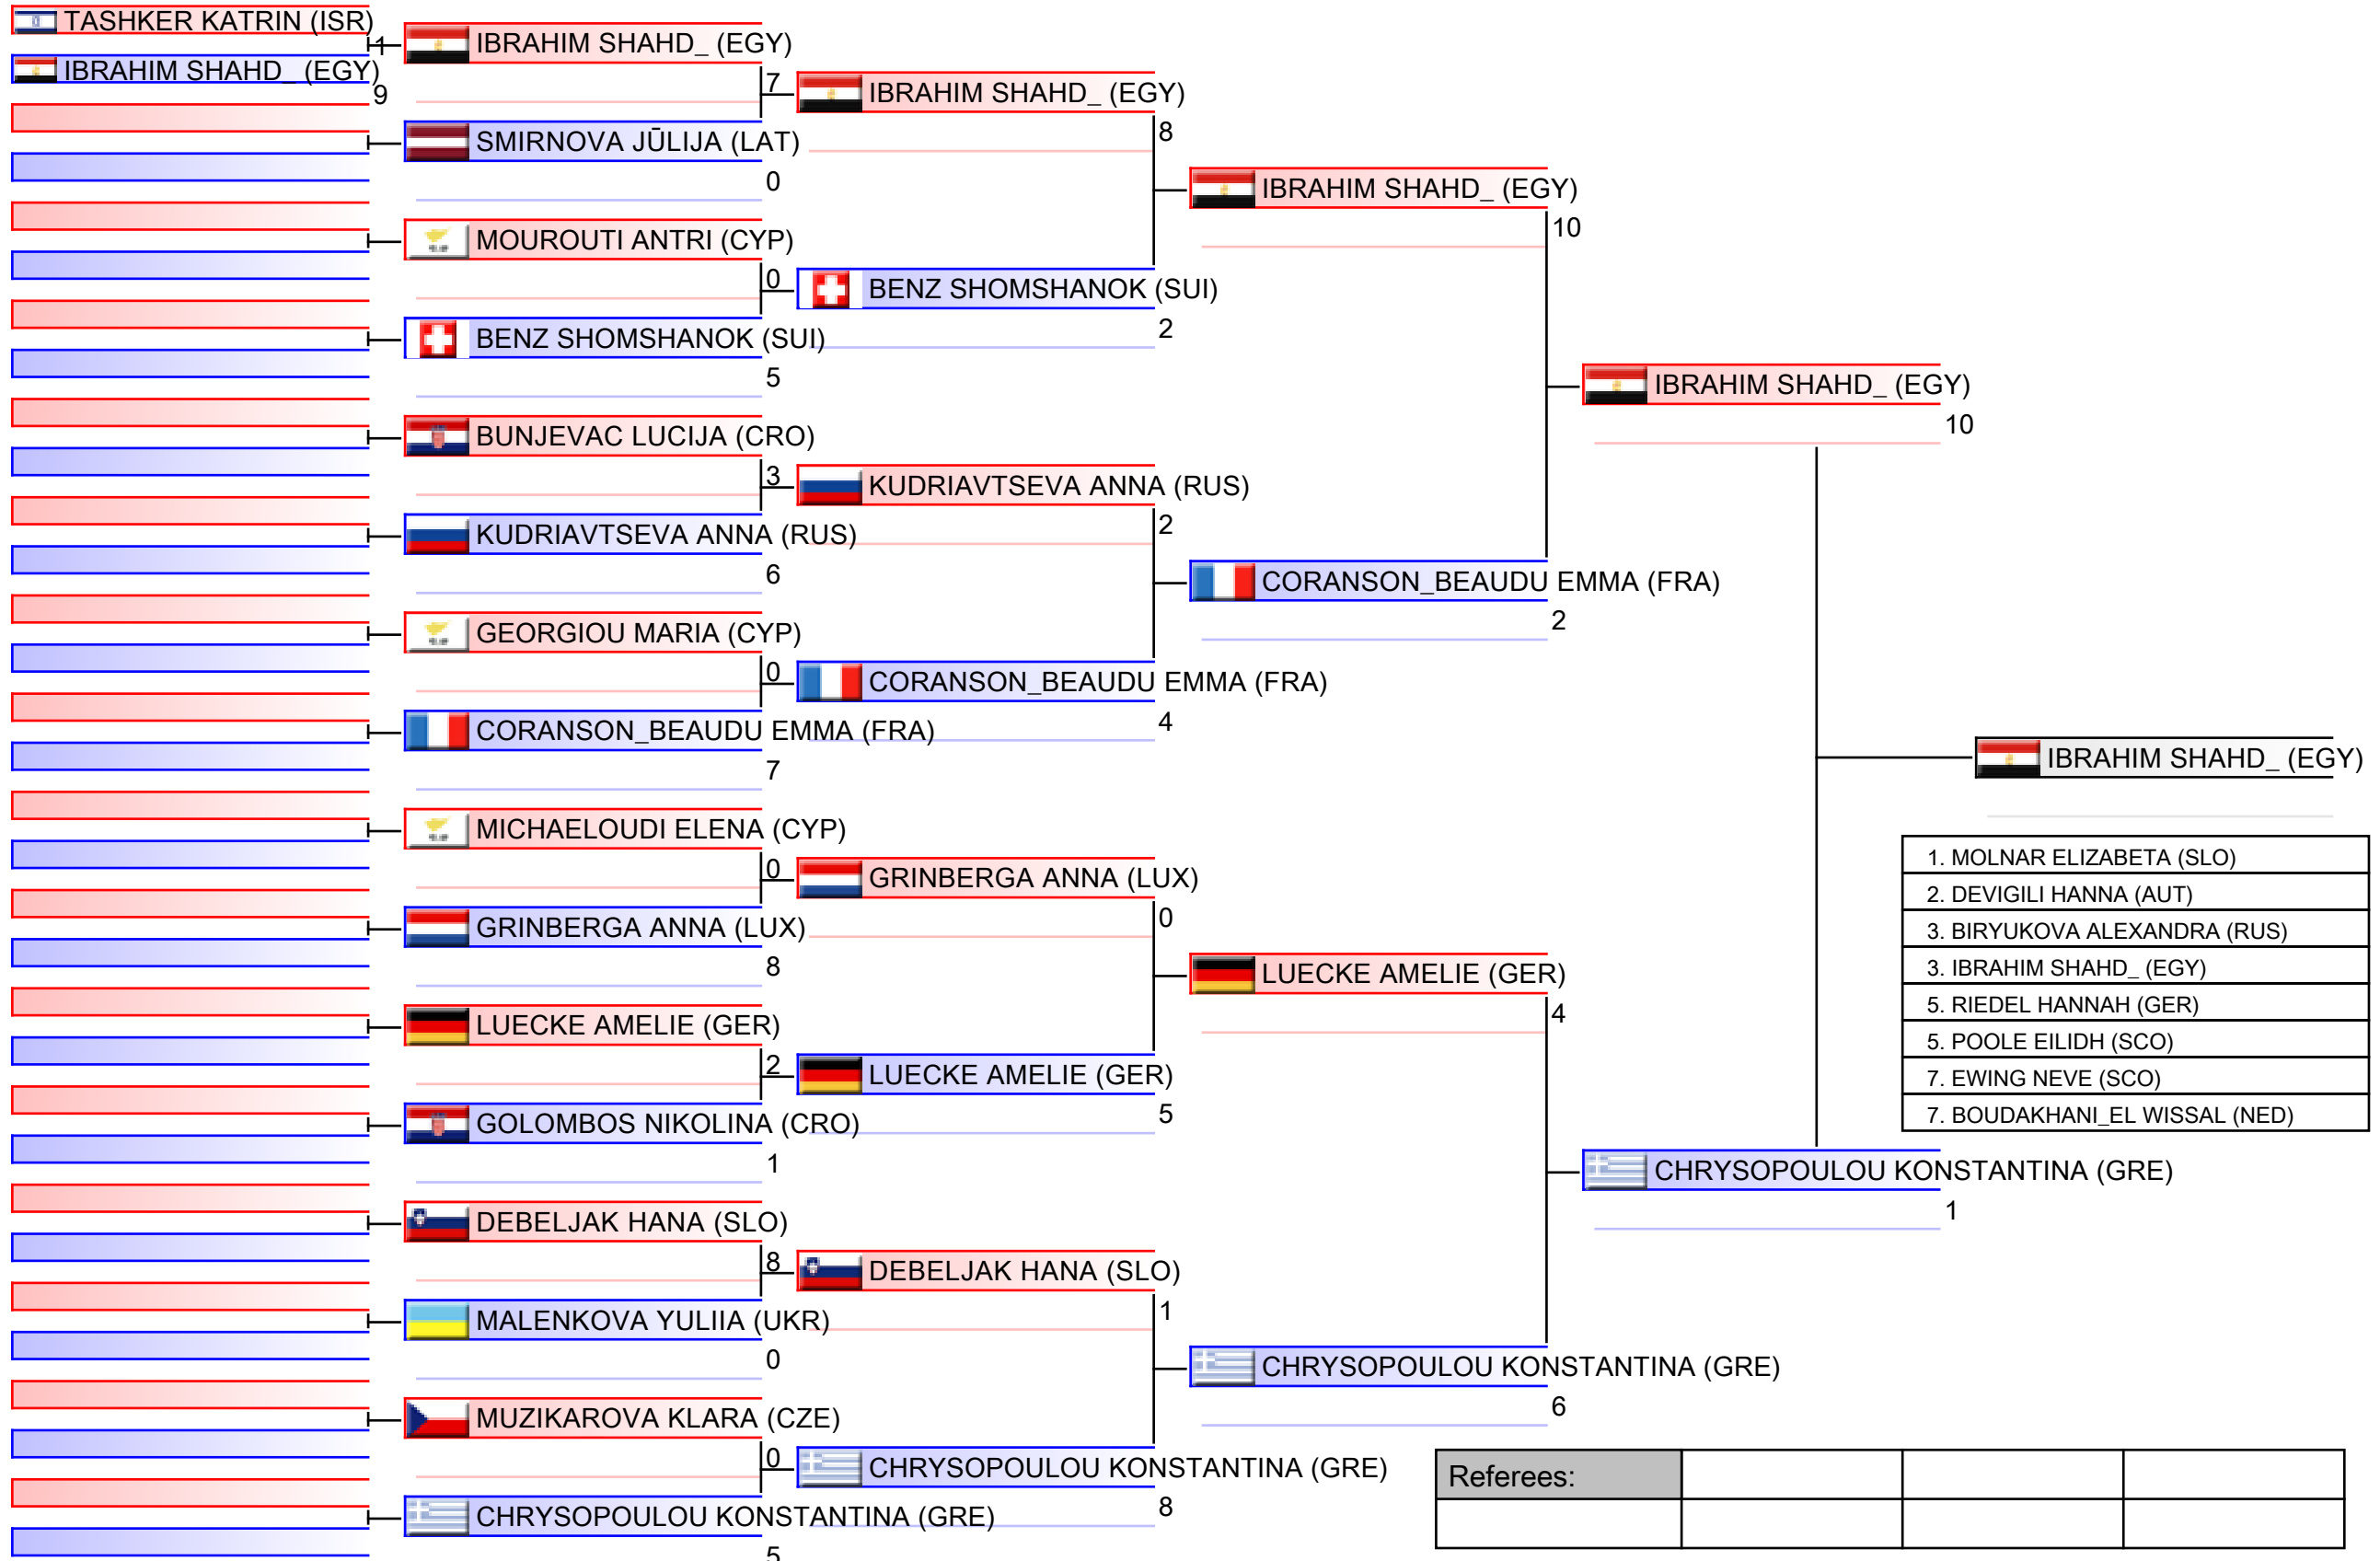 TASHKER KATRIN (ISR)
1
IBRAHIM SHAHD_ (EGY)
9
IBRAHIM SHAHD_ (EGY)
7
SMIRNOVA JŪLIJA (LAT)
0
MOUROUTI ANTRI (CYP)
0
BENZ SHOMSHANOK (SUI)
5
BUNJEVAC LUCIJA (CRO)
3
KUDRIAVTSEVA ANNA (RUS)
6
GEORGIOU MARIA (CYP)
0
CORANSON_BEAUDU EMMA (FRA)
7
MICHAELOUDI ELENA (CYP)
0
GRINBERGA ANNA (LUX)
8
LUECKE AMELIE (GER)
2
GOLOMBOS NIKOLINA (CRO)
1
DEBELJAK HANA (SLO)
8
MALENKOVA YULIIA (UKR)
0
MUZIKAROVA KLARA (CZE)
0
CHRYSOPOULOU KONSTANTINA (GRE)
5
IBRAHIM SHAHD_ (EGY)
8
BENZ SHOMSHANOK (SUI)
2
KUDRIAVTSEVA ANNA (RUS)
2
CORANSON_BEAUDU EMMA (FRA)
4
GRINBERGA ANNA (LUX)
0
LUECKE AMELIE (GER)
5
DEBELJAK HANA (SLO)
1
CHRYSOPOULOU KONSTANTINA (GRE)
8
IBRAHIM SHAHD_ (EGY)
10
CORANSON_BEAUDU EMMA (FRA)
2
LUECKE AMELIE (GER)
4
CHRYSOPOULOU KONSTANTINA (GRE)
6
IBRAHIM SHAHD_ (EGY)
10
CHRYSOPOULOU KONSTANTINA (GRE)
1
IBRAHIM SHAHD_ (EGY)
1. MOLNAR ELIZABETA (SLO)
2. DEVIGILI HANNA (AUT)
3. BIRYUKOVA ALEXANDRA (RUS)
3. IBRAHIM SHAHD_ (EGY)
5. RIEDEL HANNAH (GER)
5. POOLE EILIDH (SCO)
7. EWING NEVE (SCO)
7. BOUDAKHANI_EL WISSAL (NED)
Referees: